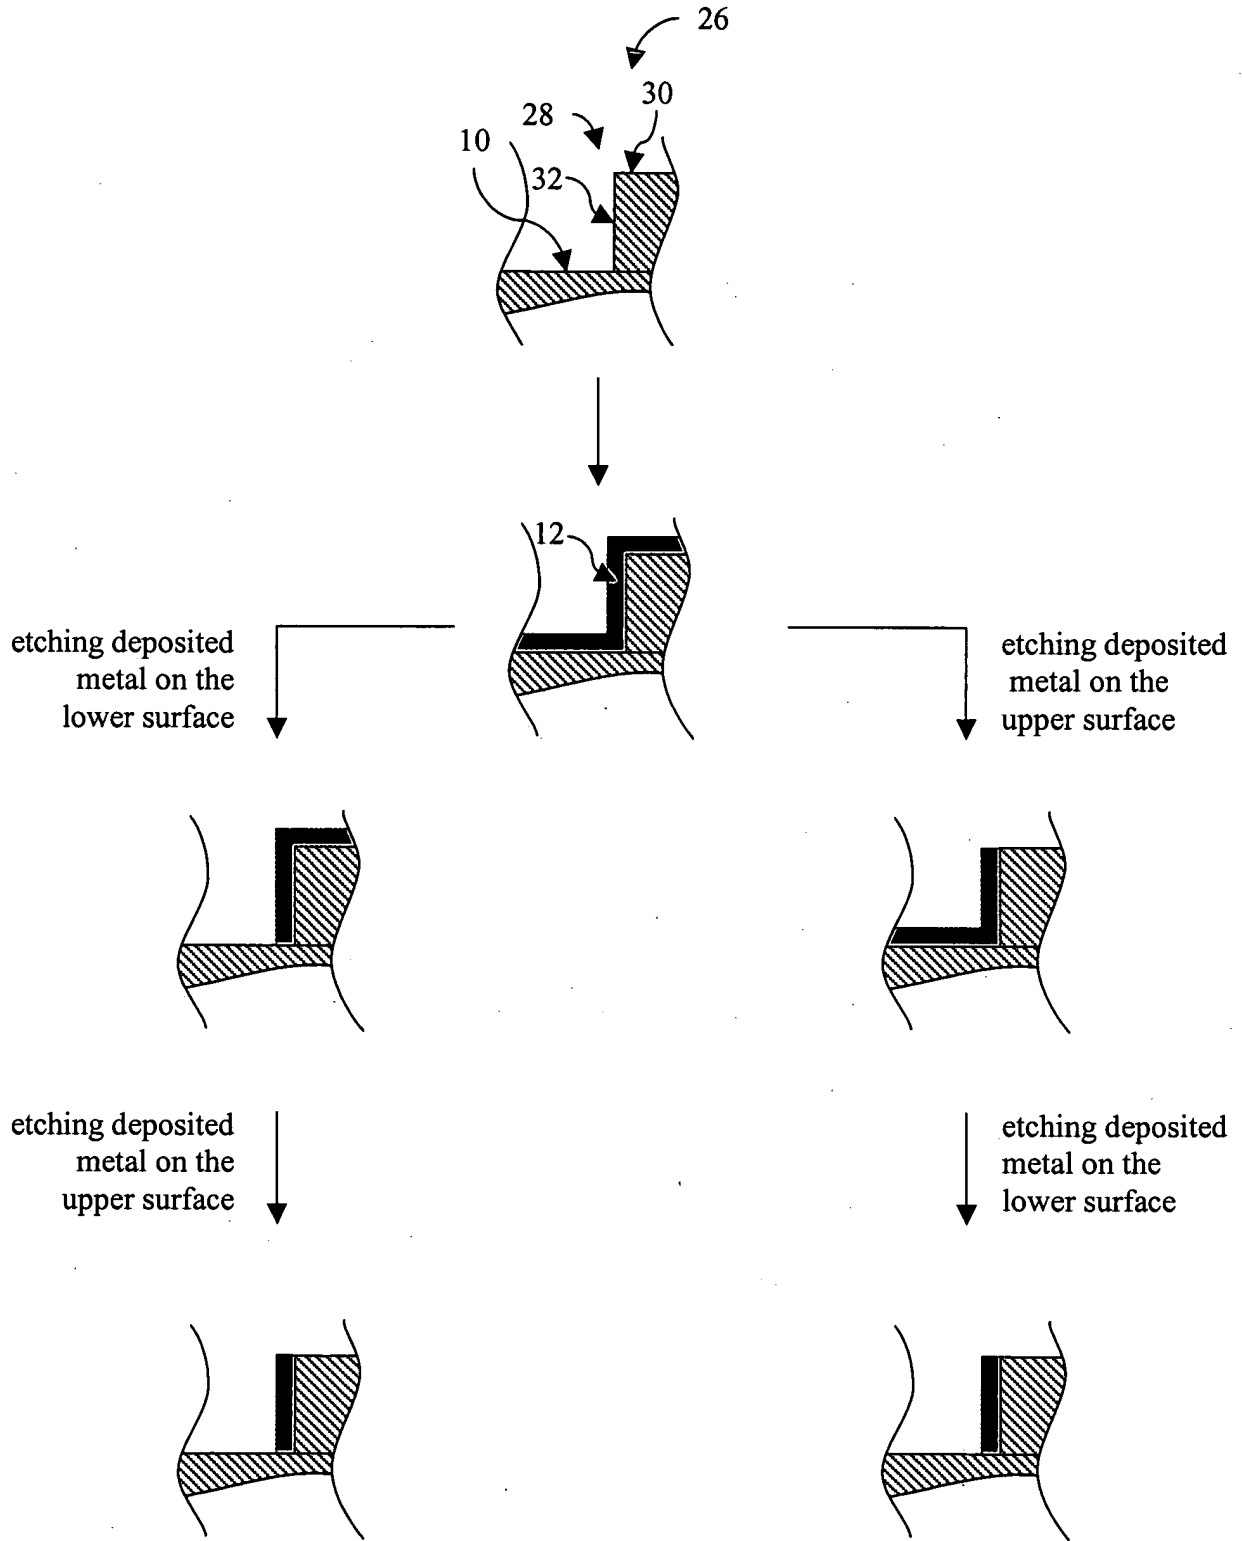 26
30
28
10
32
12
etching deposited
metal on the
lower surface
etching deposited
metal on the
upper surface
etching deposited
metal on the
upper surface
etching deposited
metal on the
lower surface